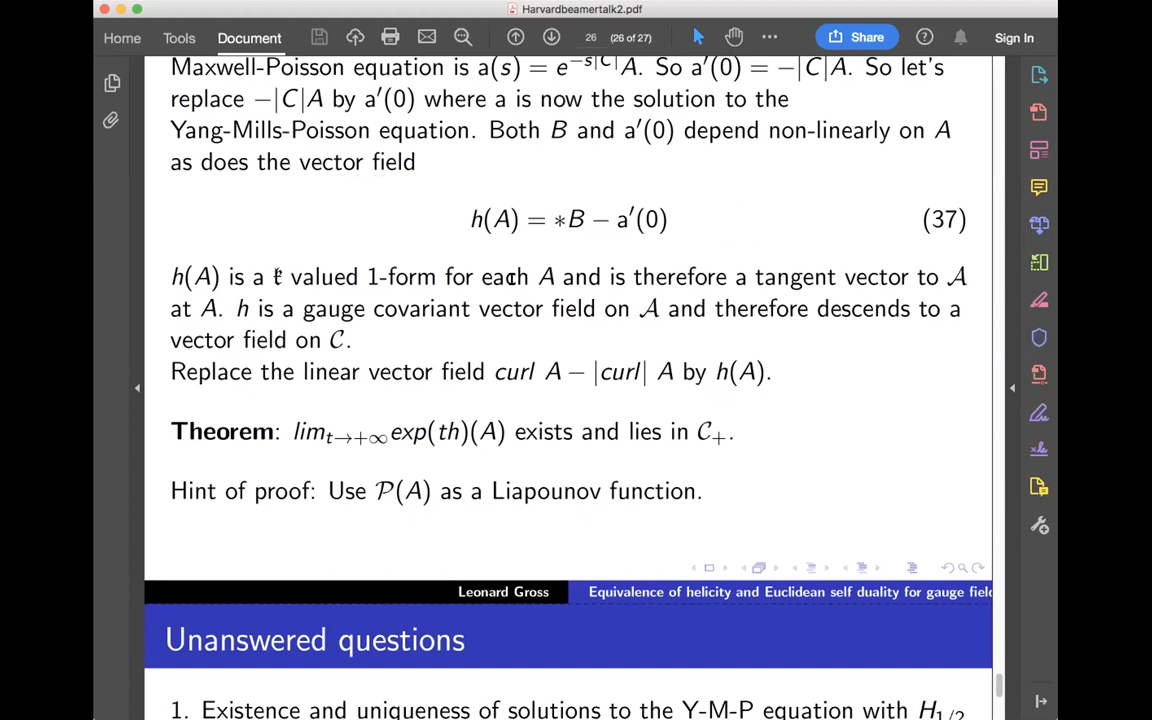 Harvardbeamertalk2.pdf
Home Tools Document 26 (26 of 27) Share Sign In
Maxwell-Poisson equation is a(s) = e^{−s|C|}A. So a′(0) = −|C|A. So let's
replace −|C|A by a′(0) where a is now the solution to the
Yang-Mills-Poisson equation. Both B and a′(0) depend non-linearly on A
as does the vector field
h(A) = ∗B − a′(0) (37)
h(A) is a 𝔨 valued 1-form for each A and is therefore a tangent vector to 𝒜
at A. h is a gauge covariant vector field on 𝒜 and therefore descends to a
vector field on 𝒞.
Replace the linear vector field curl A − |curl| A by h(A).
Theorem: lim_{t→+∞}exp(th)(A) exists and lies in 𝒞₊.
Hint of proof: Use 𝒫(A) as a Liapounov function.
Leonard Gross Equivalence of helicity and Euclidean self duality for gauge field
Unanswered questions
1. Existence and uniqueness of solutions to the Y-M-P equation with H_{1/2}